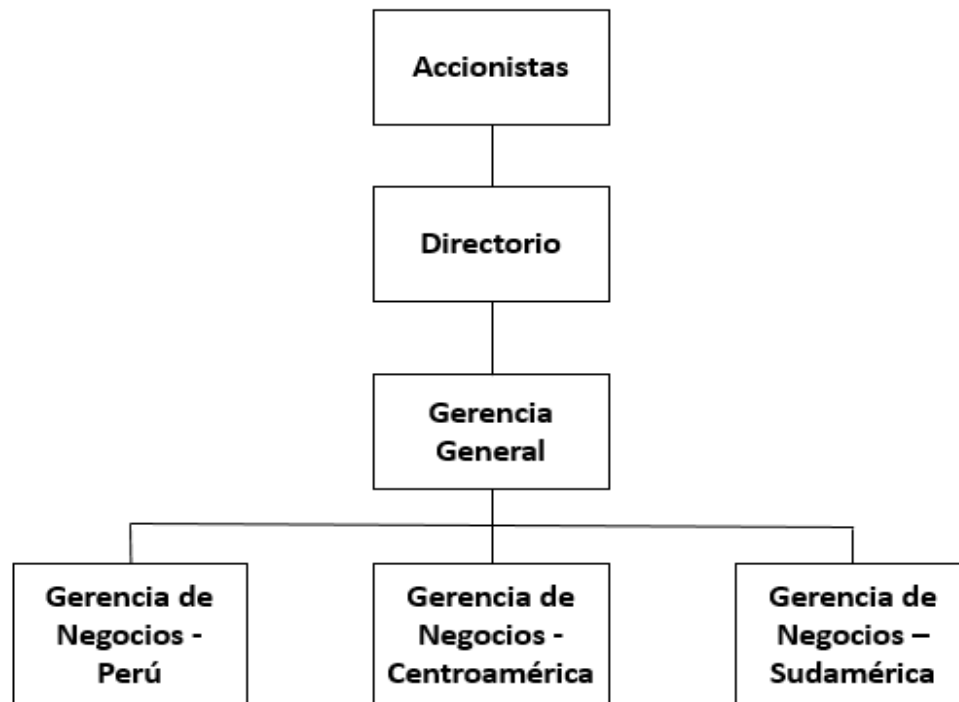 Accionistas
Directorio
Gerencia
General
Gerencia de
Negocios -
Perú
Gerencia de
Negocios -
Centroamérica
Gerencia de
Negocios –
Sudamérica